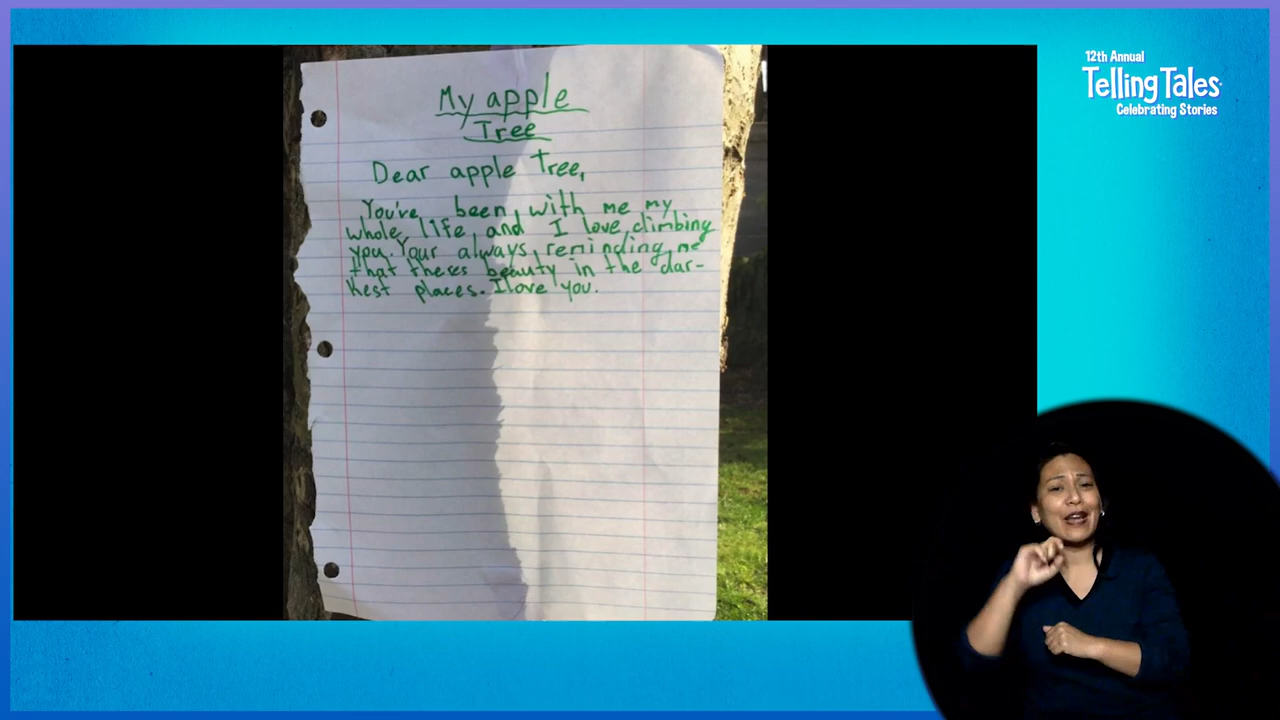 My apple
Tree
Dear apple Tree,
You've been with me my
whole life and I love climbing
you. Your always reminding me
that theres beauty in the dar-
kest places. I love you.
12th Annual
Telling Tales
Celebrating Stories